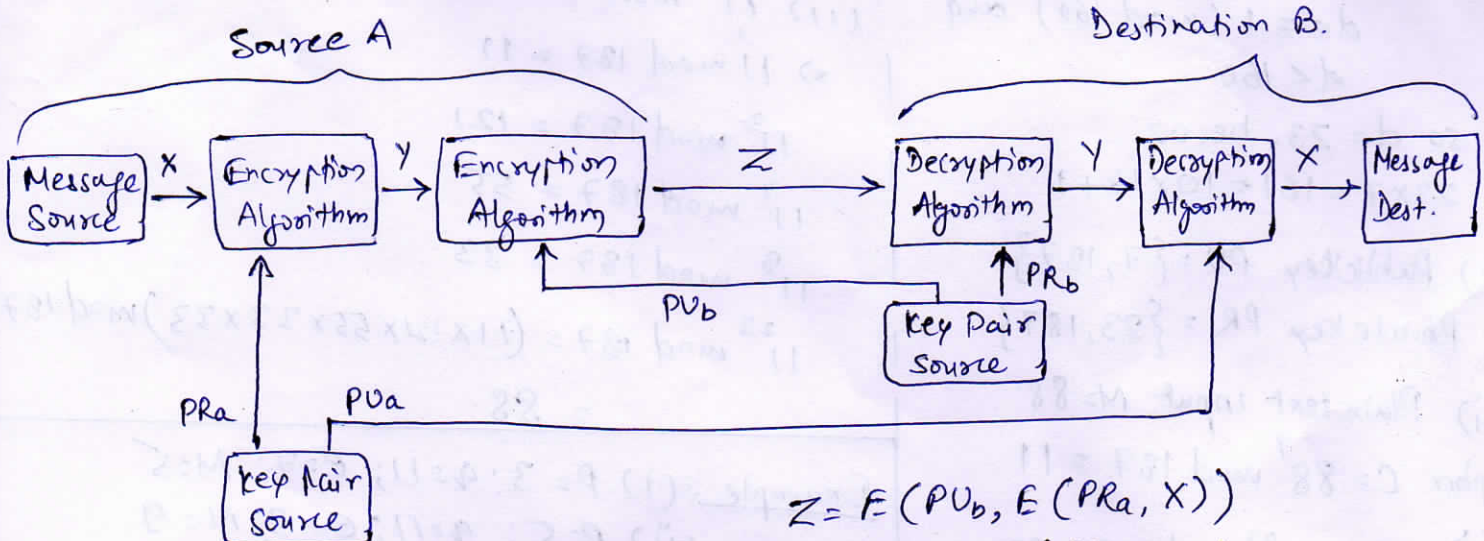 Source A
Destination B.
Message Source
X
Encryption Algorithm
Y
Encryption Algorithm
Z
Decryption Algorithm
Y
Decryption Algorithm
X
Message Dest.
PUb
PRb
Key Pair Source
PRa
PUa
Key Pair Source
Z = E (PUb, E (PRa, X))